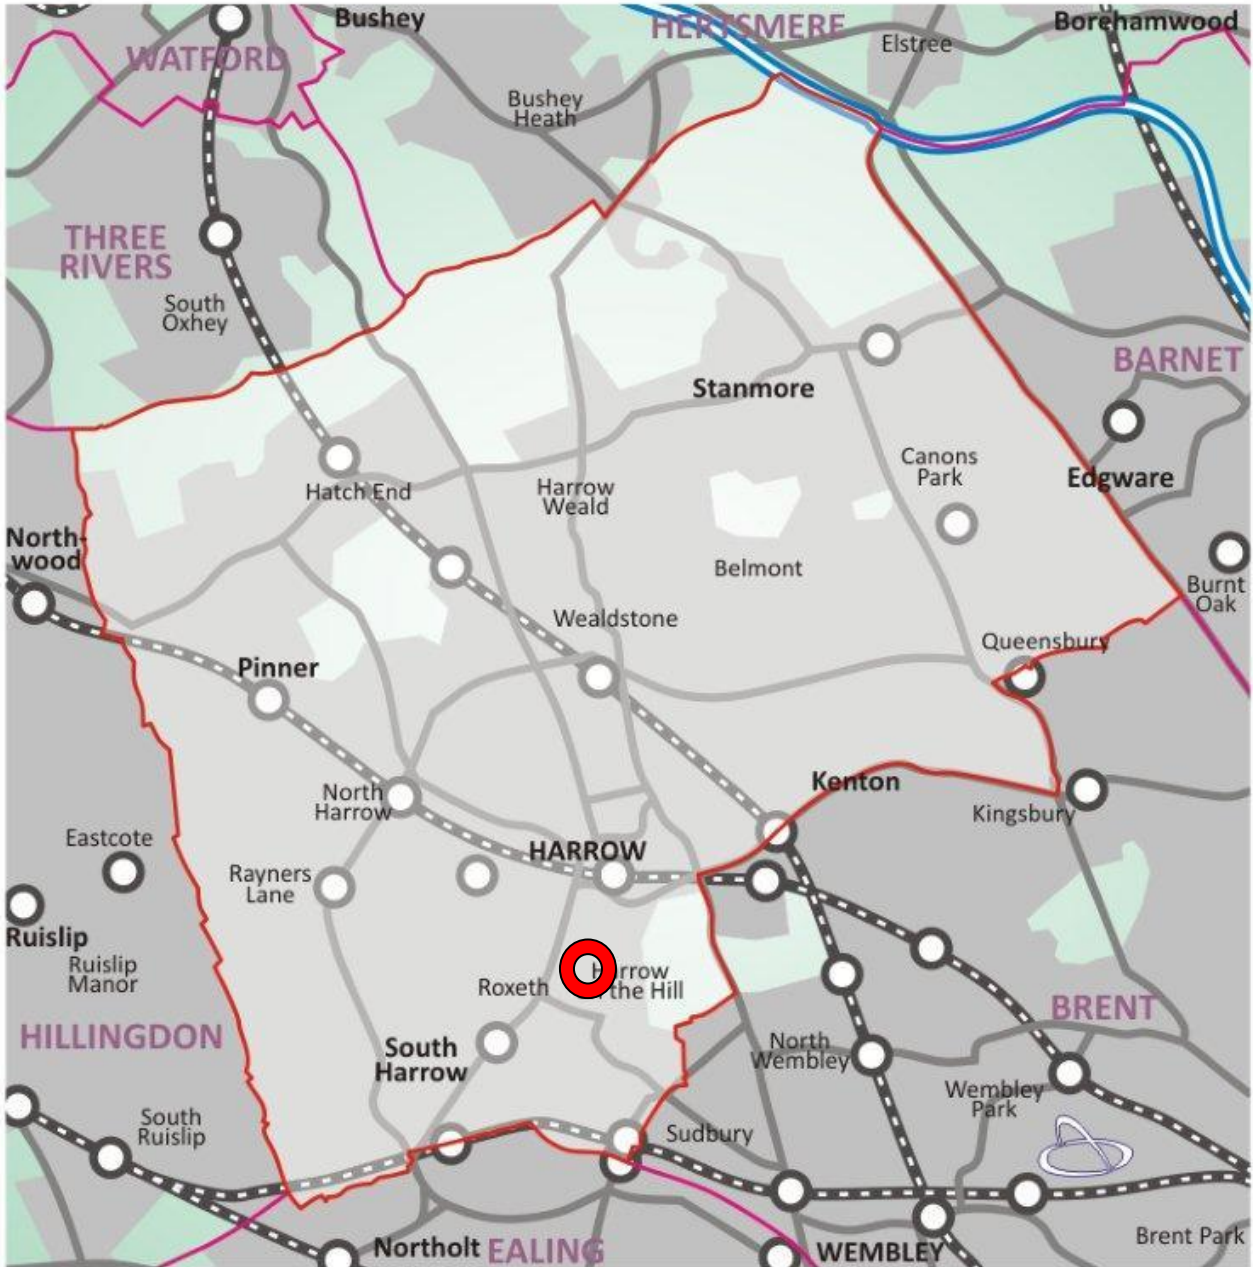 Bushey
HERTSMERE
Borehamwood
WATFORD
Elstree
Bushey
Heath
THREE
RIVERS
South
Oxhey
BARNET
Stanmore
Canons
Park
Edgware
Hatch End
Harrow
Weald
North-
wood
Belmont
Burnt
Oak
Wealdstone
Queensbury
Pinner
Kenton
North
Harrow
Kingsbury
Eastcote
HARROW
Rayners
Lane
Ruislip
Ruislip
Manor
Roxeth
the Hill
BRENT
HILLINGDON
South
Harrow
North
Wembley
Wembley
Park
South
Ruislip
Sudbury
Brent Park
Northolt
EALING
WEMBLEY